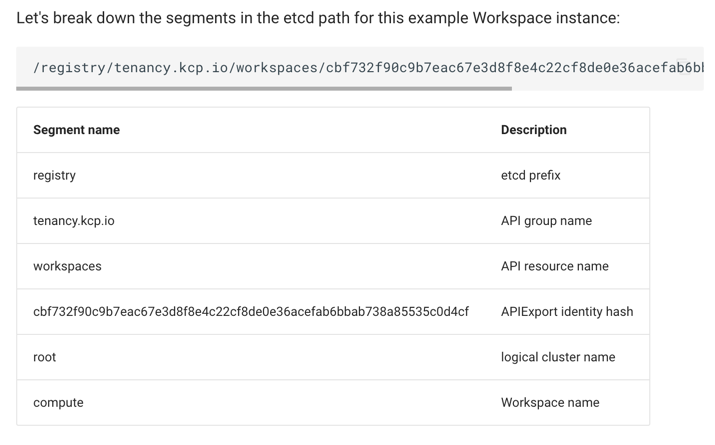 Let's break down the segments in the etcd path for this example Workspace instance:
/registry/tenancy.kcp.io/workspaces/cbf732f90c9b7eac67e3d8f8e4c22cf8de0e36acefab6bb
Segment name Description
registry etcd prefix
tenancy.kcp.io API group name
workspaces API resource name
cbf732f90c9b7eac67e3d8f8e4c22cf8de0e36acefab6bbab738a85535c0d4cf APIExport identity hash
root logical cluster name
compute Workspace name